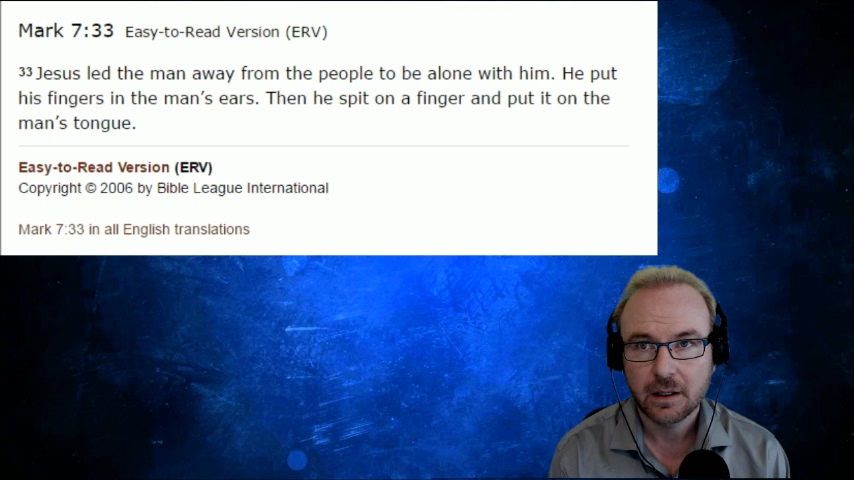 Mark 7:33 Easy-to-Read Version (ERV)
33 Jesus led the man away from the people to be alone with him. He put
his fingers in the man’s ears. Then he spit on a finger and put it on the
man’s tongue.
Easy-to-Read Version (ERV)
Copyright © 2006 by Bible League International
Mark 7:33 in all English translations